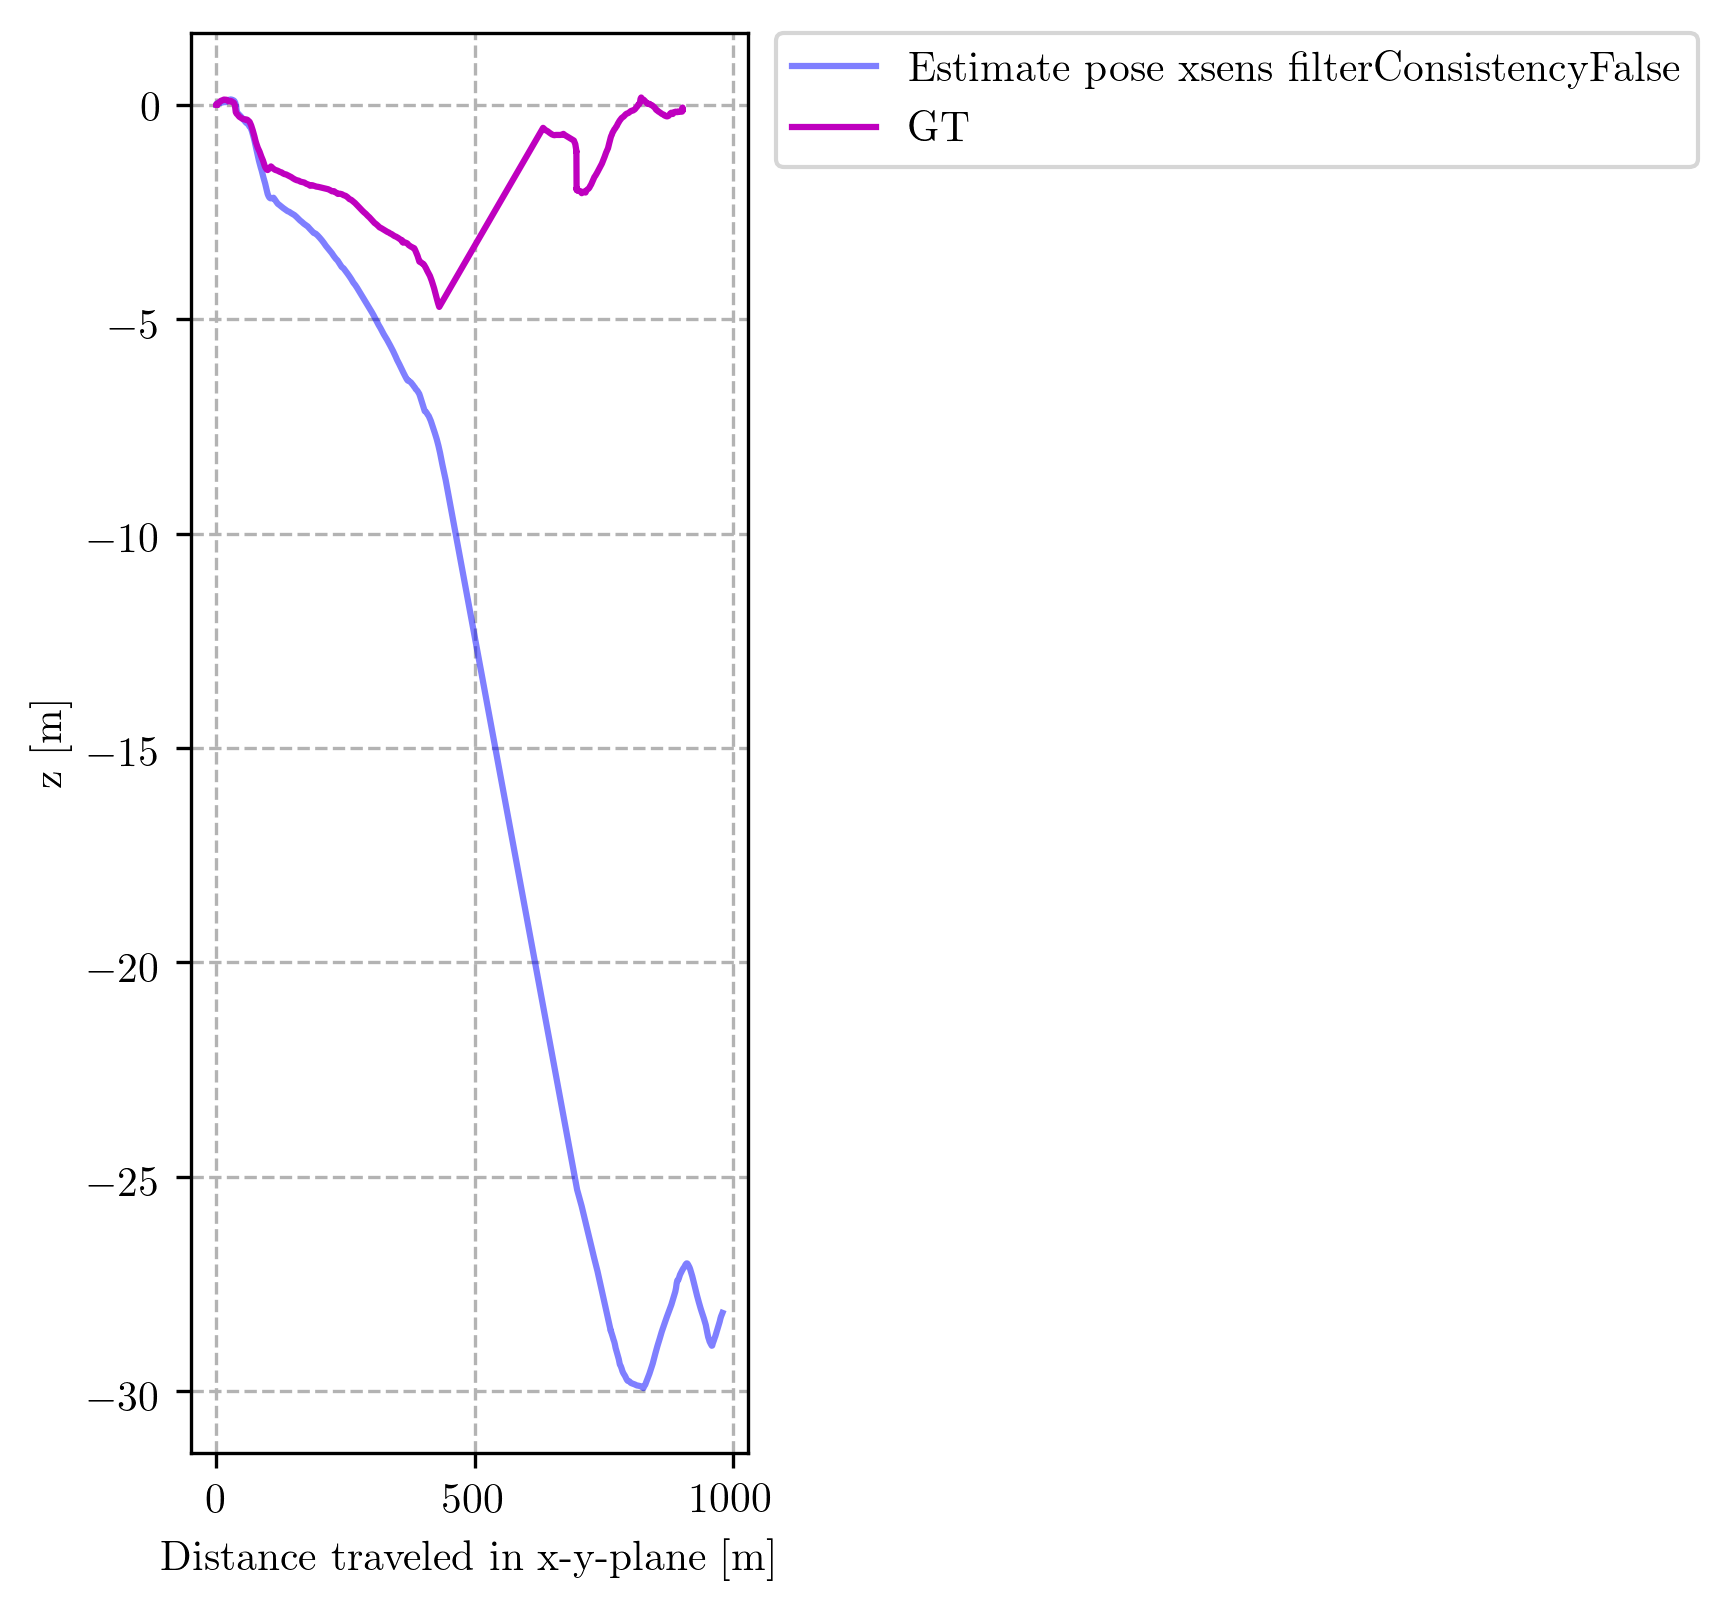 Estimate pose xsens filterConsistencyFalse
GT
0
−5
−10
−15
−20
−25
−30
z [m]
0 500 1000
Distance traveled in x-y-plane [m]